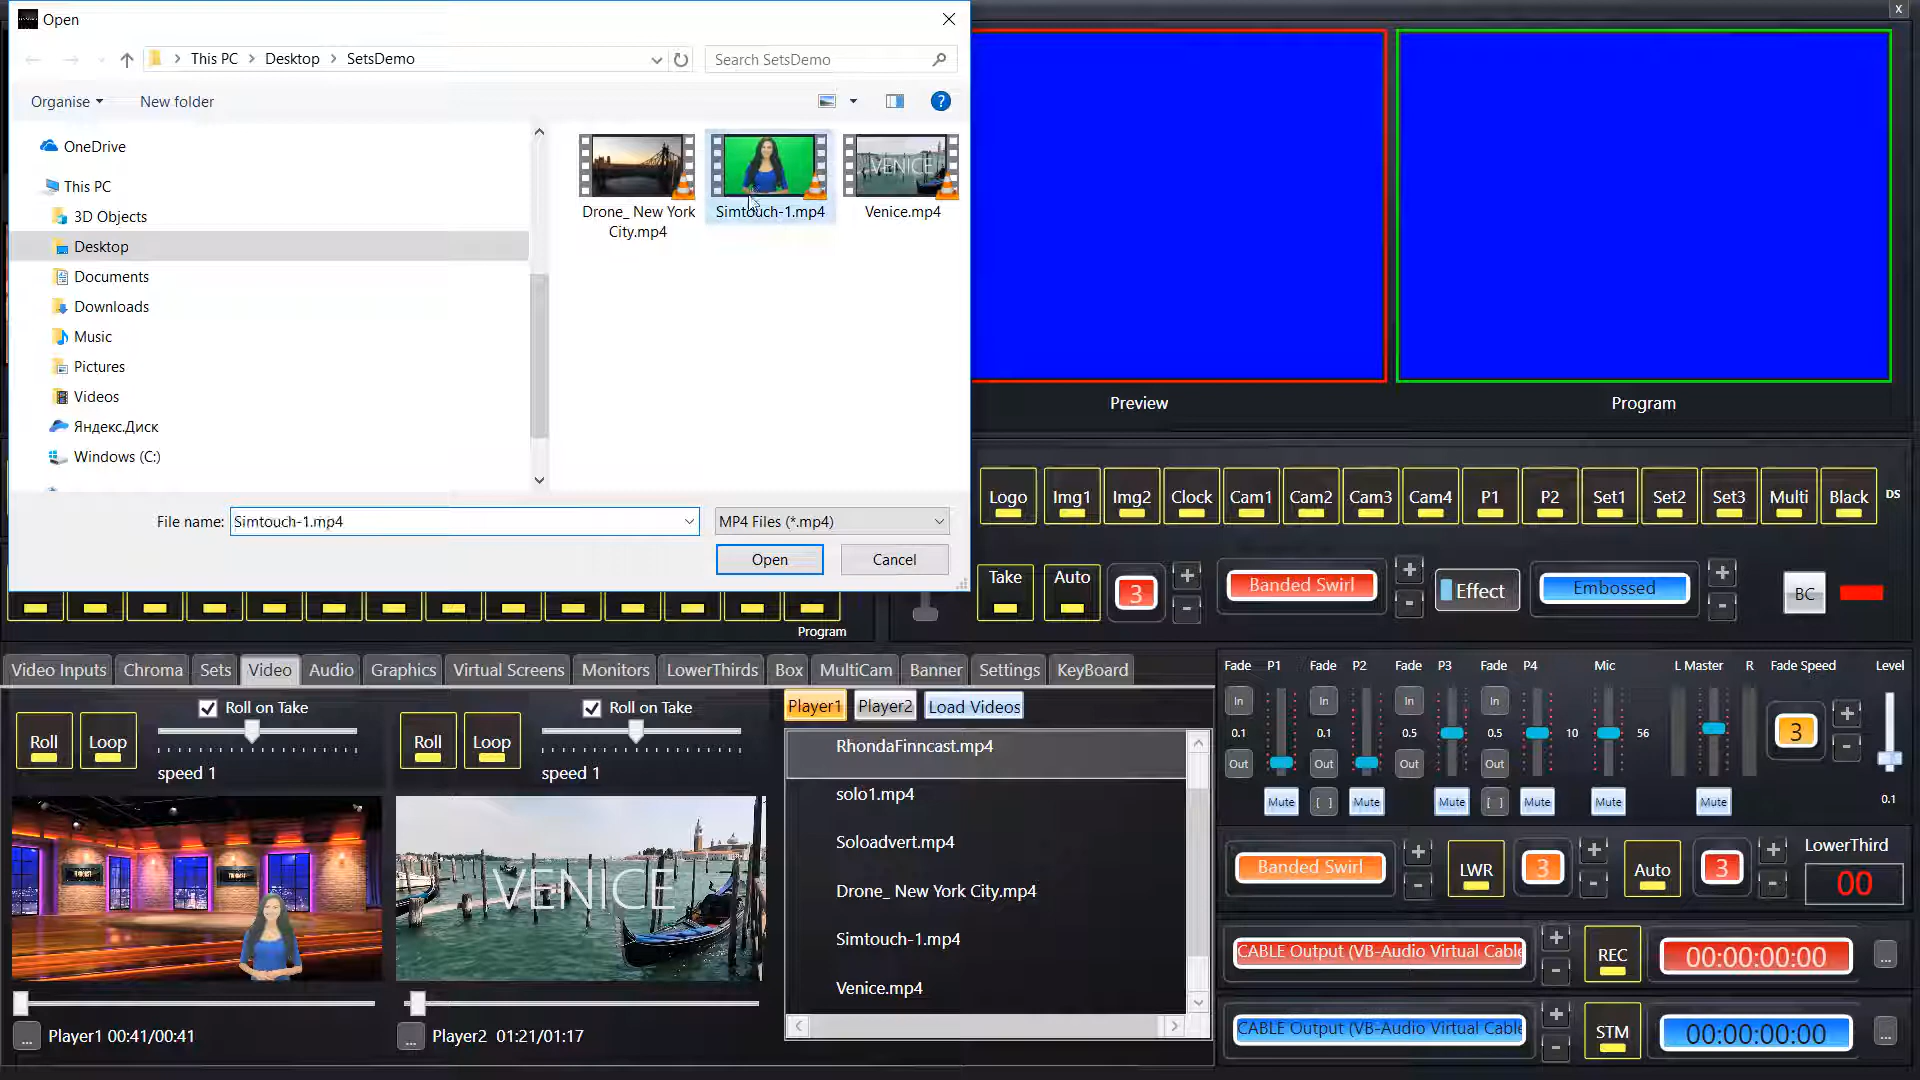 Open
x
This PC
Desktop
SetsDemo
Search SetsDemo
Organise
New folder
?
OneDrive
This PC
3D Objects
Desktop
Documents
Downloads
Music
Pictures
Videos
Яндекс.Диск
Windows (C:)
VENICE
Drone_ New York
City.mp4
Simtouch-1.mp4
Venice.mp4
File name:
Simtouch-1.mp4
MP4 Files (*.mp4)
Open
Cancel
Preview
Program
Logo
Img1
Img2
Clock
Cam1
Cam2
Cam3
Cam4
P1
P2
Set1
Set2
Set3
Multi
Black
DS
Take
Auto
3
+
-
Banded Swirl
+
-
Effect
Embossed
+
-
BC
Program
Video Inputs
Chroma
Sets
Video
Audio
Graphics
Virtual Screens
Monitors
LowerThirds
Box
MultiCam
Banner
Settings
KeyBoard
Roll
Loop
Roll on Take
speed 1
Roll
Loop
Roll on Take
speed 1
VENICE
...
Player1 00:41/00:41
...
Player2 01:21/01:17
Player1
Player2
Load Videos
RhondaFinncast.mp4
solo1.mp4
Soloadvert.mp4
Drone_ New York City.mp4
Simtouch-1.mp4
Venice.mp4
Fade
P1
Fade
P2
Fade
P3
Fade
P4
Mic
L Master
R
Fade Speed
Level
In
In
In
In
0.1
0.1
0.5
0.5
10
56
3
+
-
Out
Out
Out
Out
0.1
Mute
[ ]
Mute
Mute
[ ]
Mute
Mute
Mute
Banded Swirl
+
-
LWR
3
+
-
Auto
3
+
-
LowerThird
00
CABLE Output (VB-Audio Virtual Cable
+
-
REC
00:00:00:00
...
CABLE Output (VB-Audio Virtual Cable
+
-
STM
00:00:00:00
...